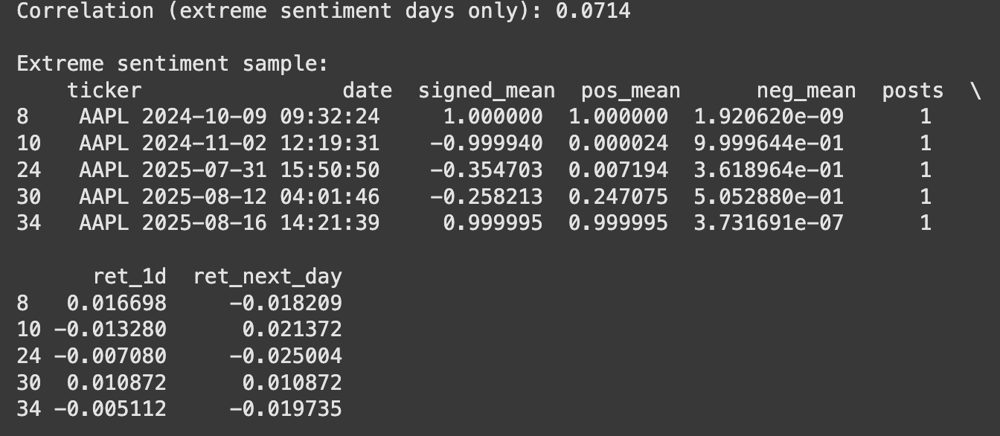 Correlation (extreme sentiment days only): 0.0714
Extreme sentiment sample:
ticker date signed_mean pos_mean neg_mean posts \
8 AAPL 2024-10-09 09:32:24 1.000000 1.000000 1.920620e-09 1
10 AAPL 2024-11-02 12:19:31 -0.999940 0.000024 9.999644e-01 1
24 AAPL 2025-07-31 15:50:50 -0.354703 0.007194 3.618964e-01 1
30 AAPL 2025-08-12 04:01:46 -0.258213 0.247075 5.052880e-01 1
34 AAPL 2025-08-16 14:21:39 0.999995 0.999995 3.731691e-07 1
ret_1d ret_next_day
8 0.016698 -0.018209
10 -0.013280 0.021372
24 -0.007080 -0.025004
30 0.010872 0.010872
34 -0.005112 -0.019735